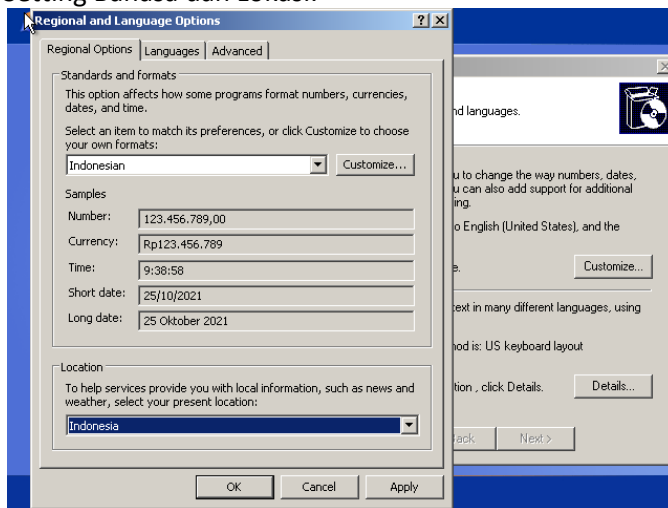 Setting Bahasa dan Lokasi
Regional and Language Options
Regional Options
Languages
Advanced
Standards and formats
This option affects how some programs format numbers, currencies,
dates, and time.
Select an item to match its preferences, or click Customize to choose
your own formats:
Indonesian
Customize...
Samples
Number:
123.456.789,00
Currency:
Rp123.456.789
Time:
9:38:58
Short date:
25/10/2021
Long date:
25 Oktober 2021
Location
To help services provide you with local information, such as news and
weather, select your present location:
Indonesia
OK
Cancel
Apply
nd languages.
u to change the way numbers, dates,
u can also add support for additional
ing.
o English (United States), and the
e.
Customize...
text in many different languages, using
hod is: US keyboard layout
tion , click Details.
Details...
Back
Next >